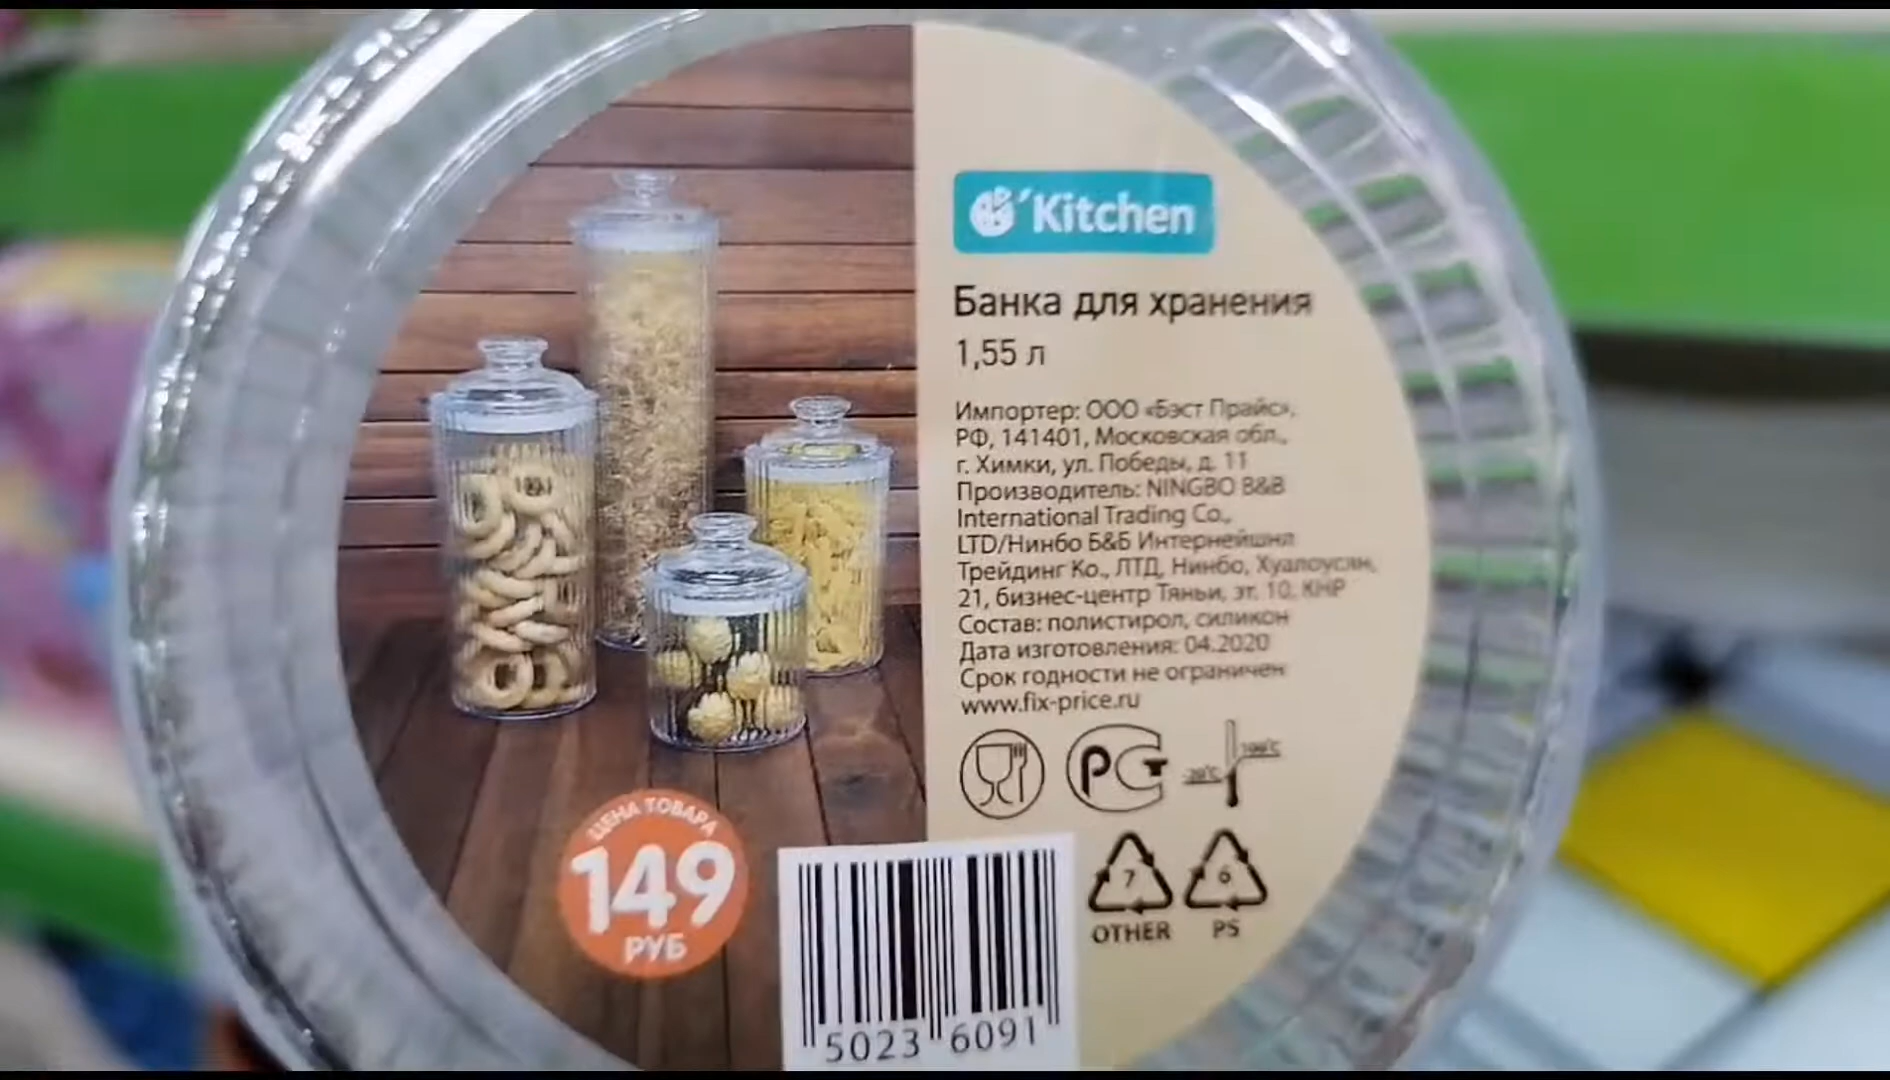 'Kitchen
Банка для хранения
1,55 л
Импортер: ООО «Бэст Прайс»,
РФ, 141401, Московская обл.,
г. Химки, ул. Победы, д. 11
Производитель: NINGBO B&B
International Trading Co.,
LTD/Нинбо Б&Б Интернейшнл
Трейдинг Ко., ЛТД, Нинбо, Хуалоусян,
21, бизнес-центр Тяньи, эт. 10, КНР
Состав: полистирол, силикон
Дата изготовления: 04.2020
Срок годности не ограничен
www.fix-price.ru
РСТ
-20°C
7
OTHER
6
PS
ЦЕНА ТОВАРА
149
РУБ
5023 6091